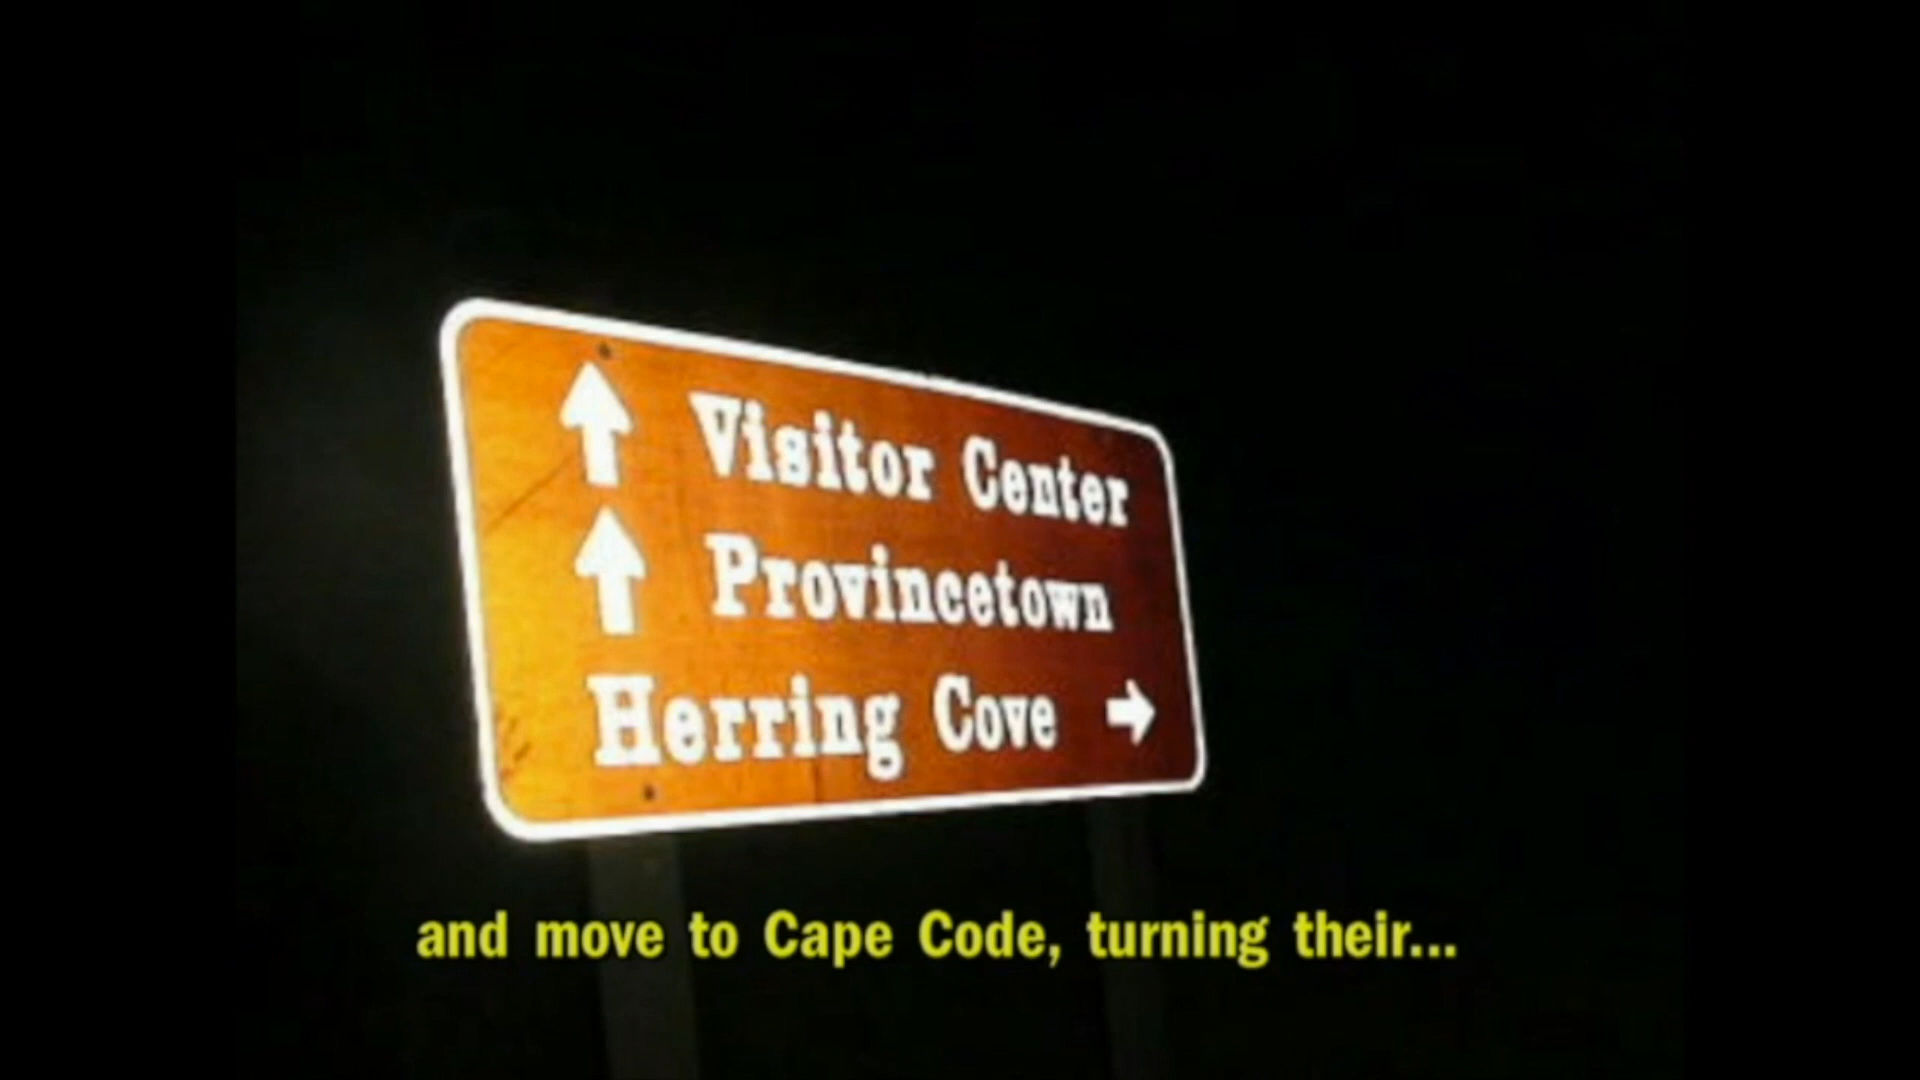 Visitor Center
Provincetown
Herring Cove
and move to Cape Code, turning their...